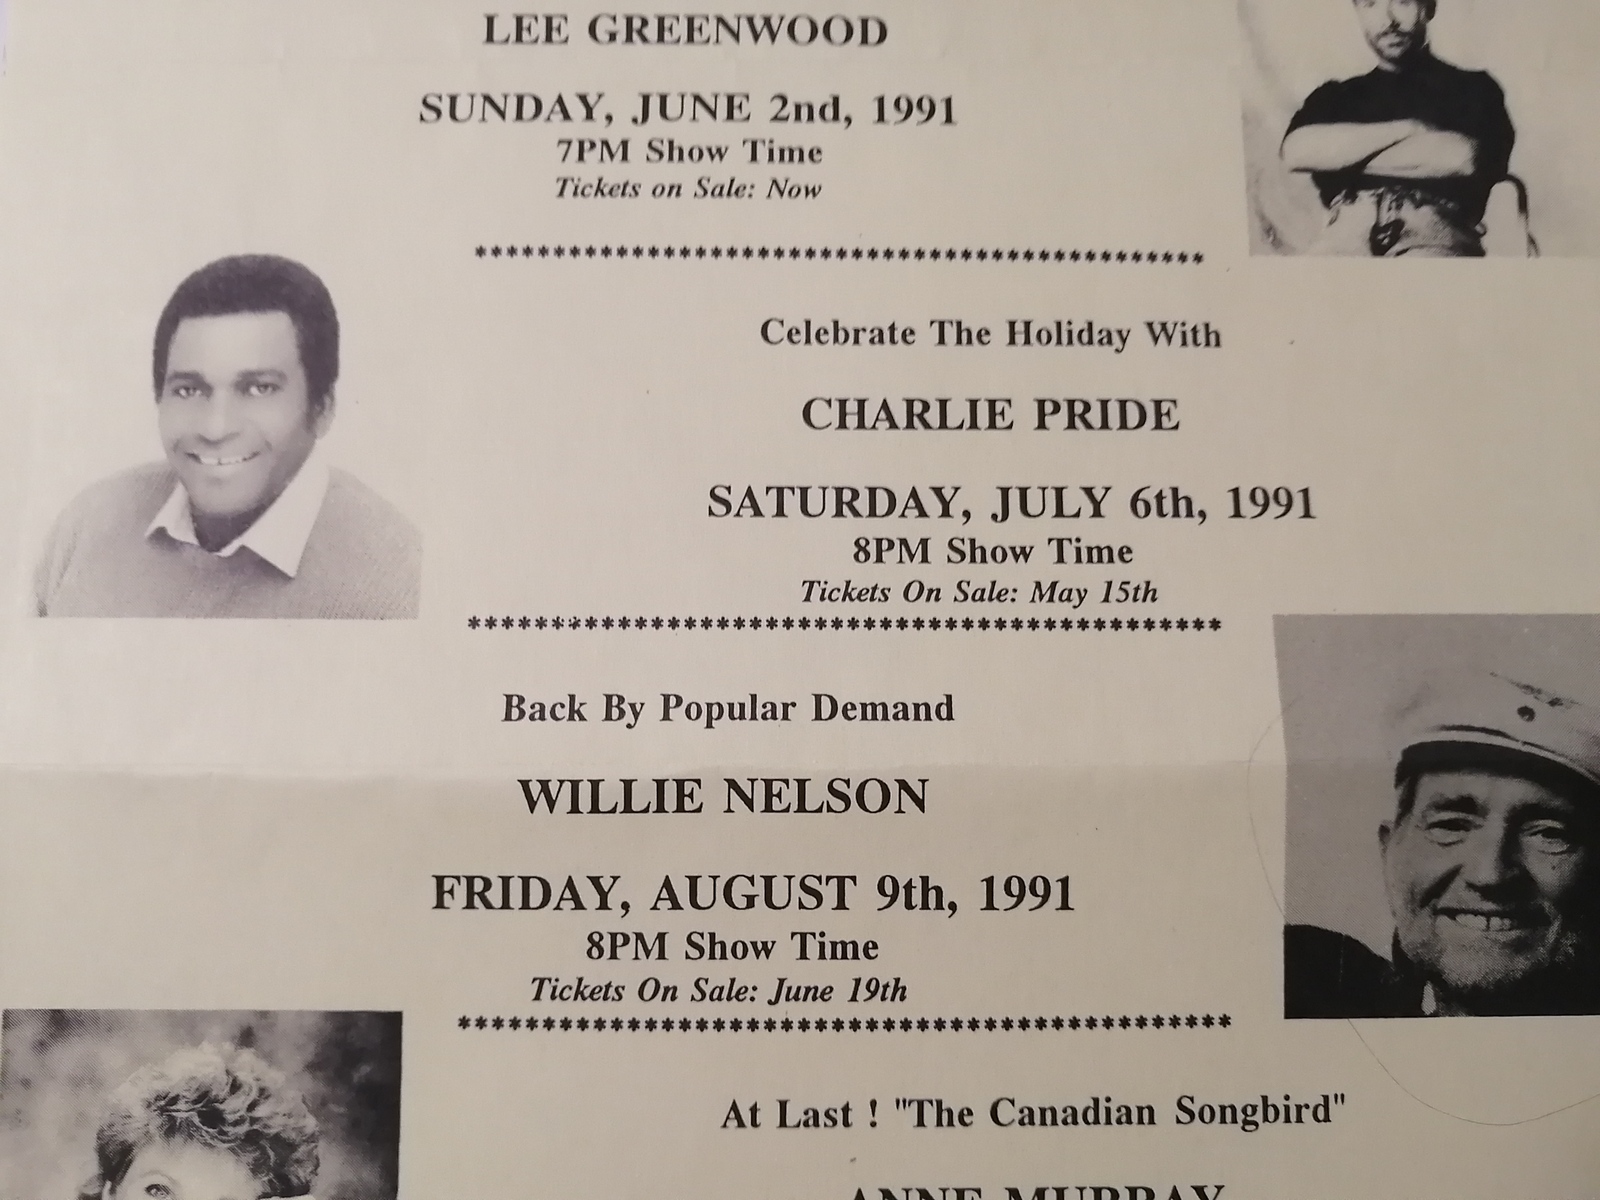 LEE GREENWOOD
SUNDAY, JUNE 2nd, 1991
7PM Show Time
Tickets on Sale: Now
*********************************************
Celebrate The Holiday With
CHARLIE PRIDE
SATURDAY, JULY 6th, 1991
8PM Show Time
Tickets On Sale: May 15th
*********************************************
Back By Popular Demand
WILLIE NELSON
FRIDAY, AUGUST 9th, 1991
8PM Show Time
Tickets On Sale: June 19th
*********************************************
At Last ! "The Canadian Songbird"
ANNE MURRAY